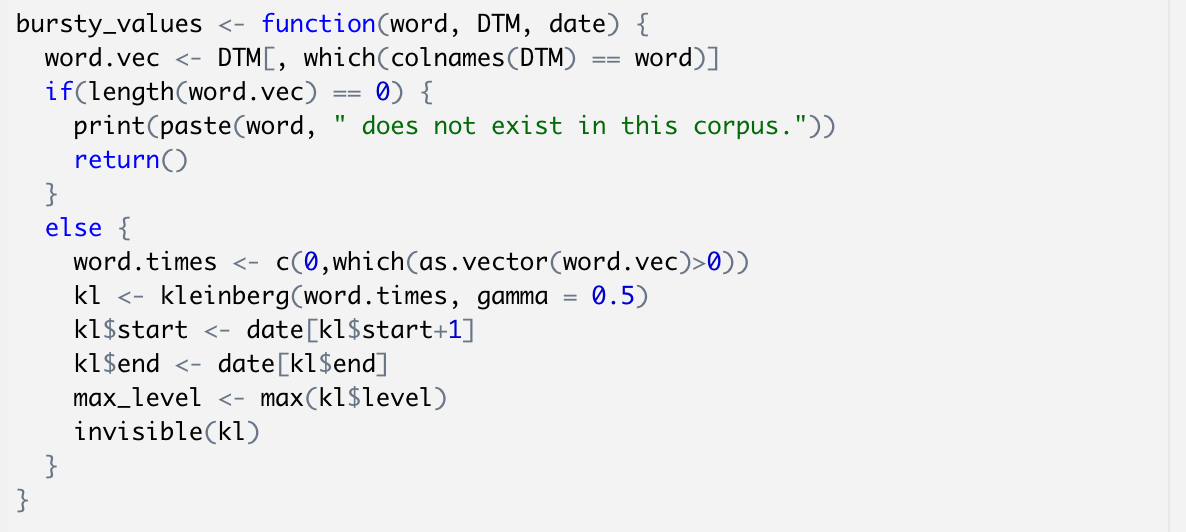 bursty_values <- function(word, DTM, date) {
  word.vec <- DTM[, which(colnames(DTM) == word)]
  if(length(word.vec) == 0) {
    print(paste(word, " does not exist in this corpus."))
    return()
  }
  else {
    word.times <- c(0,which(as.vector(word.vec)>0))
    kl <- kleinberg(word.times, gamma = 0.5)
    kl$start <- date[kl$start+1]
    kl$end <- date[kl$end]
    max_level <- max(kl$level)
    invisible(kl)
  }
}